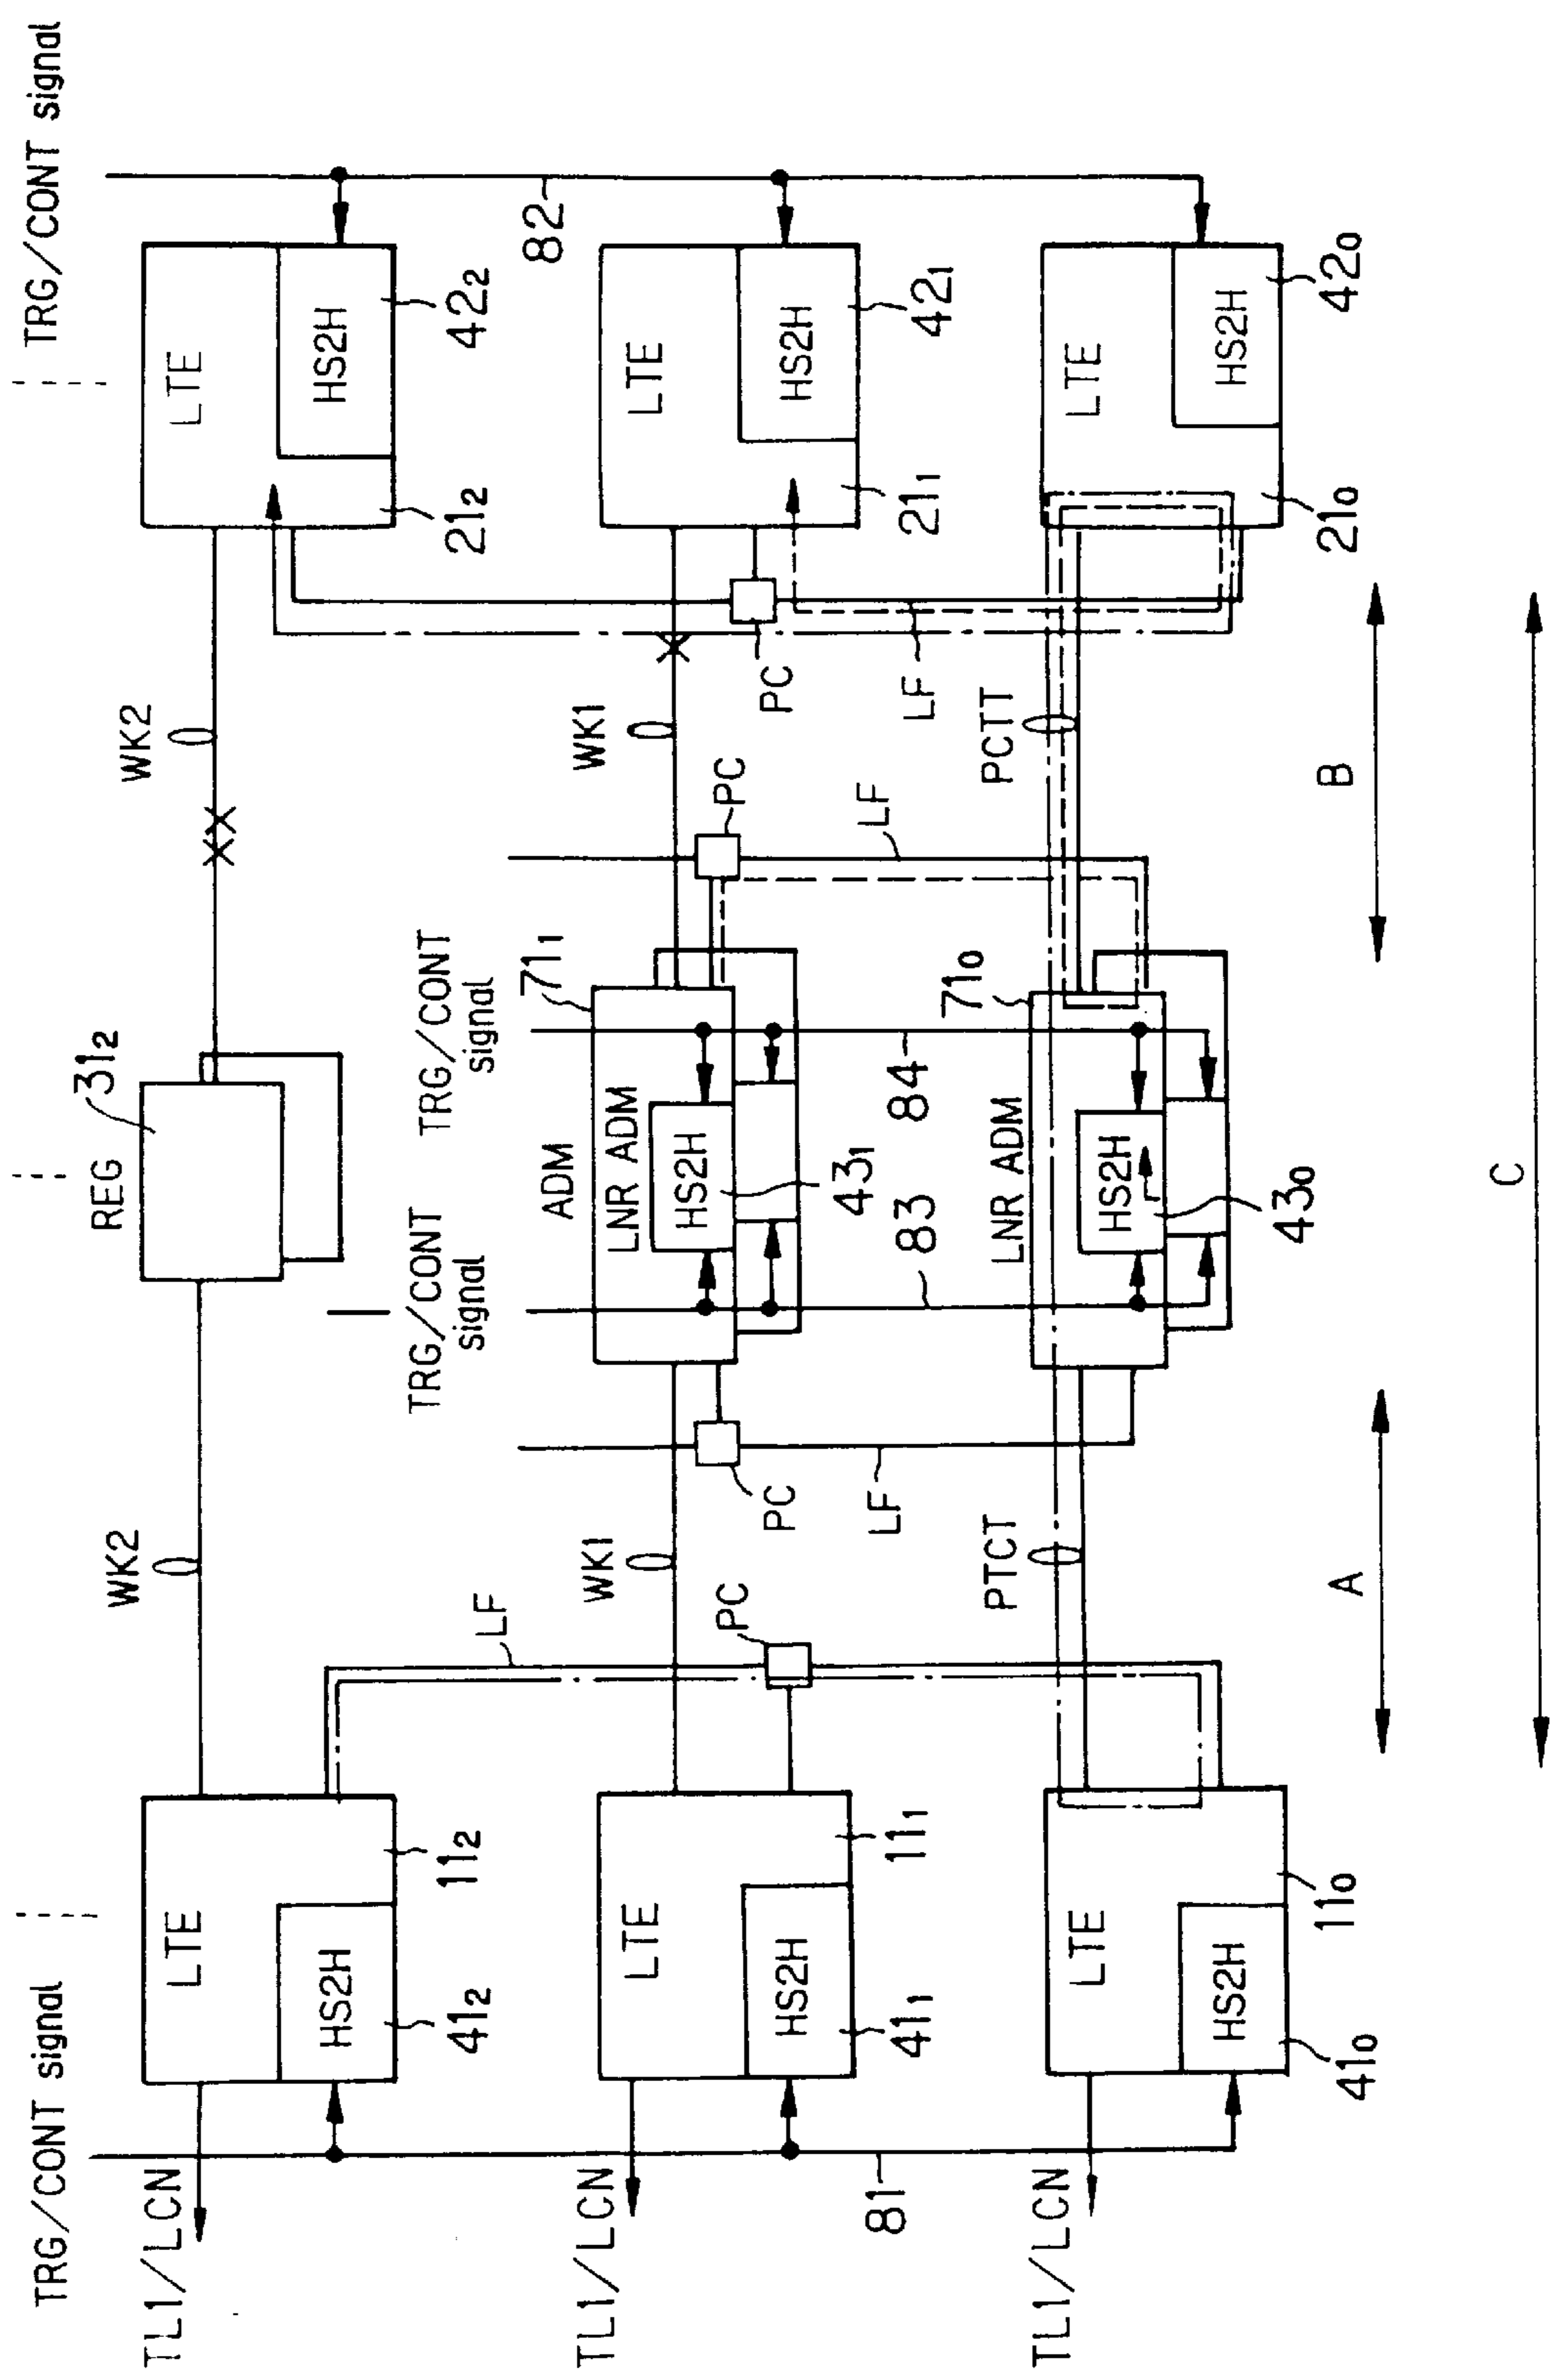 TRG/CONT signal
TRG/CONT signal
TL1/LCN
LTE
HS2H
41₂
11₂
WK2
REG
31₂
WK2
LTE
HS2H
21₂
42₂
LF
TRG/CONT
signal
TRG/CONT
signal
82
TL1/LCN
LTE
HS2H
41₁
11₁
PC
WK1
PC
LF
ADM
LNR ADM
HS2H
43₁
71₁
PC
LF
WK1
PC
LTE
HS2H
21₁
42₁
81
83
84
LF
TL1/LCN
LTE
HS2H
41₀
11₀
PTCT
LNR ADM
HS2H
43₀
71₀
PCTT
LTE
HS2H
21₀
42₀
A
B
C